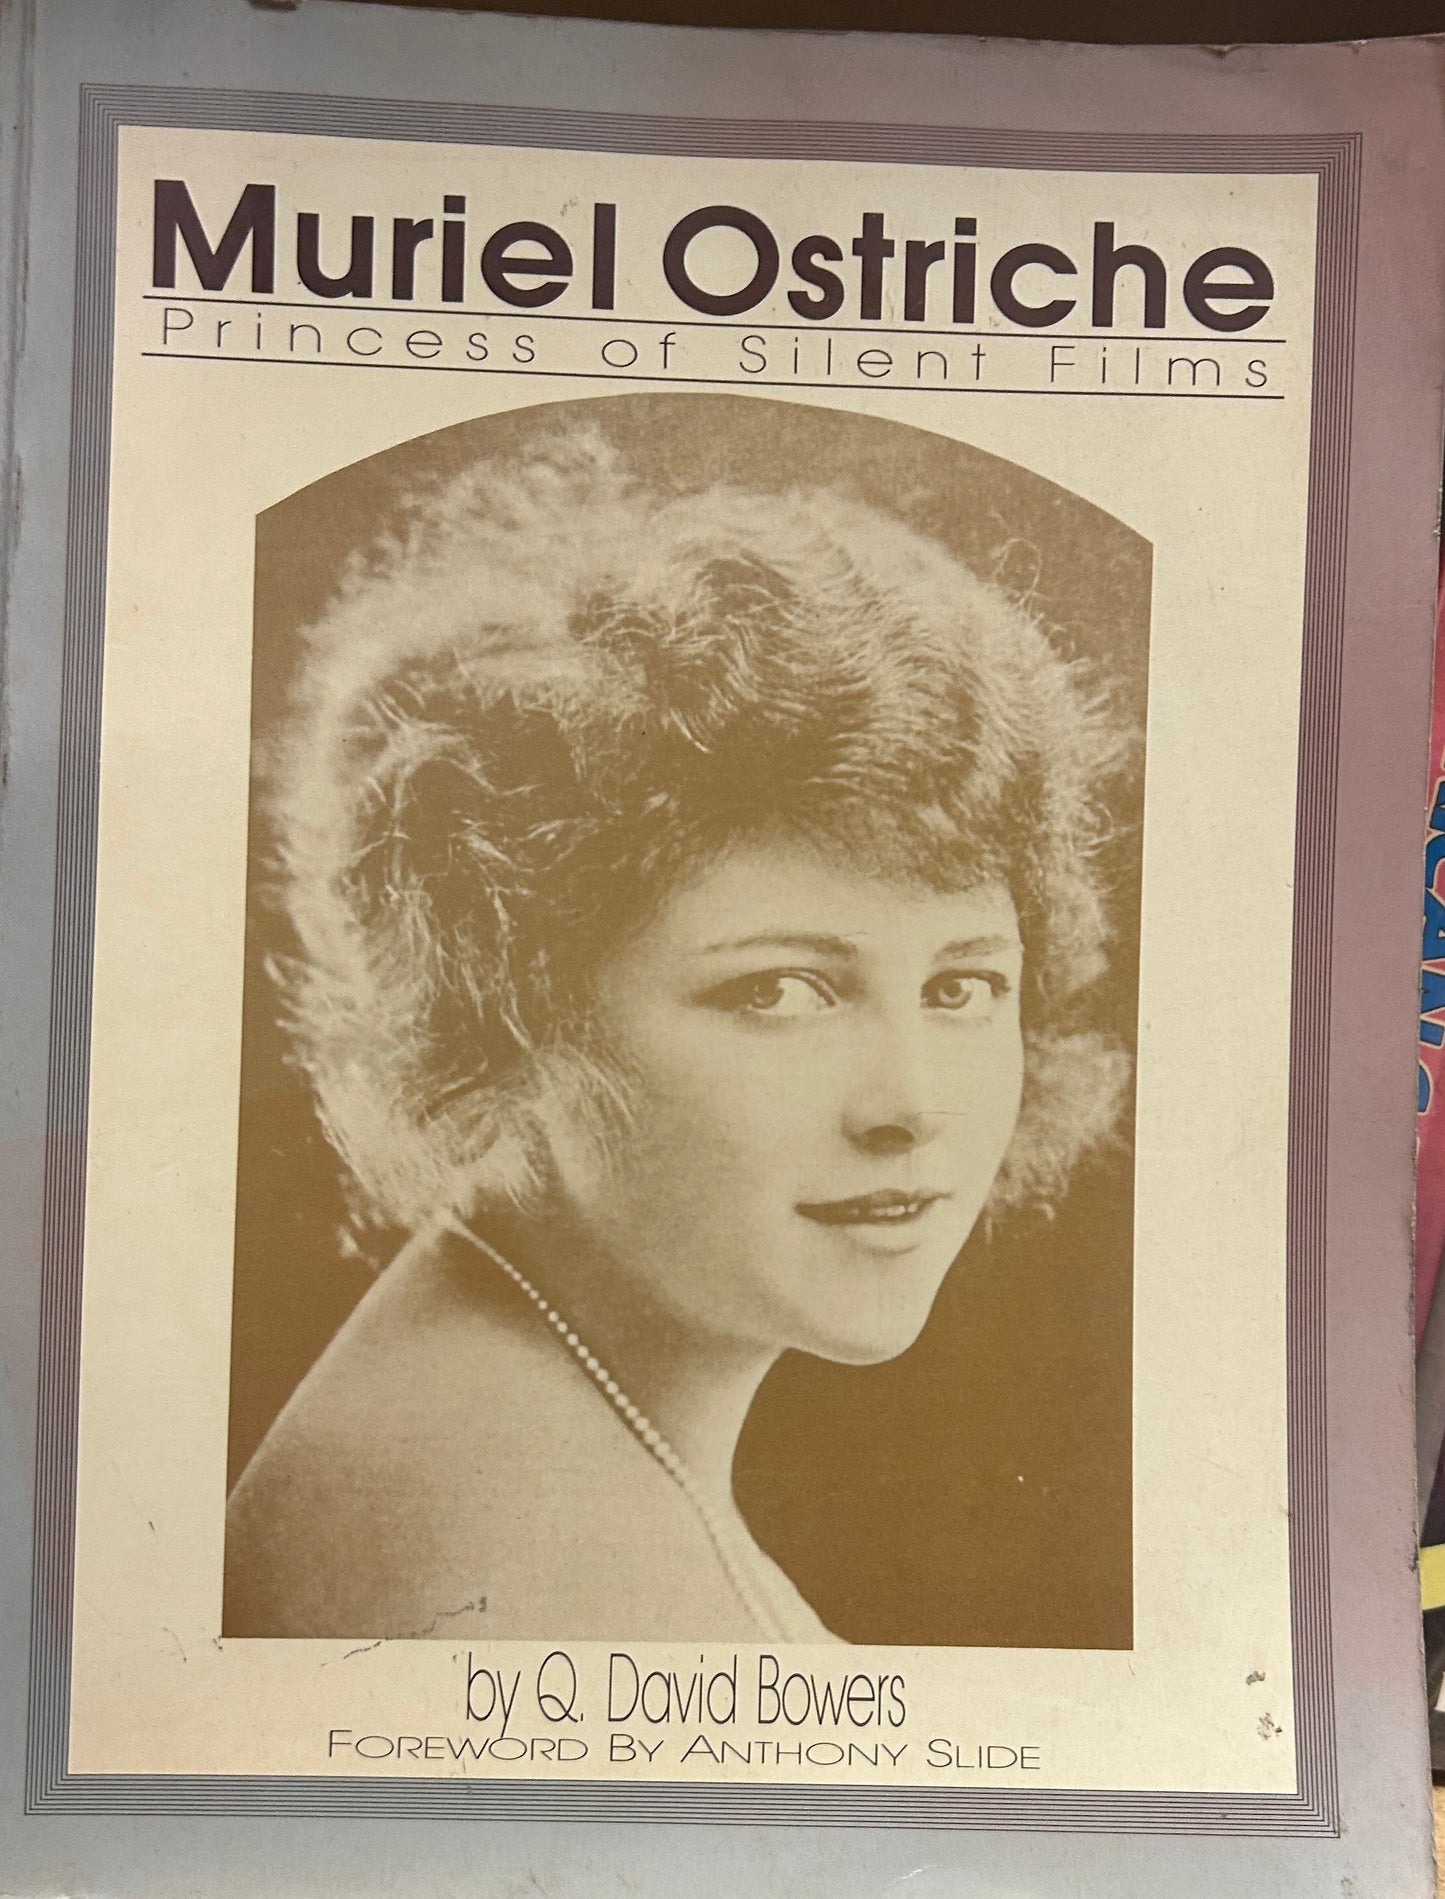 Muriel Ostriche
Princess of Silent Films
by Q. David Bowers
FOREWORD BY ANTHONY SLIDE